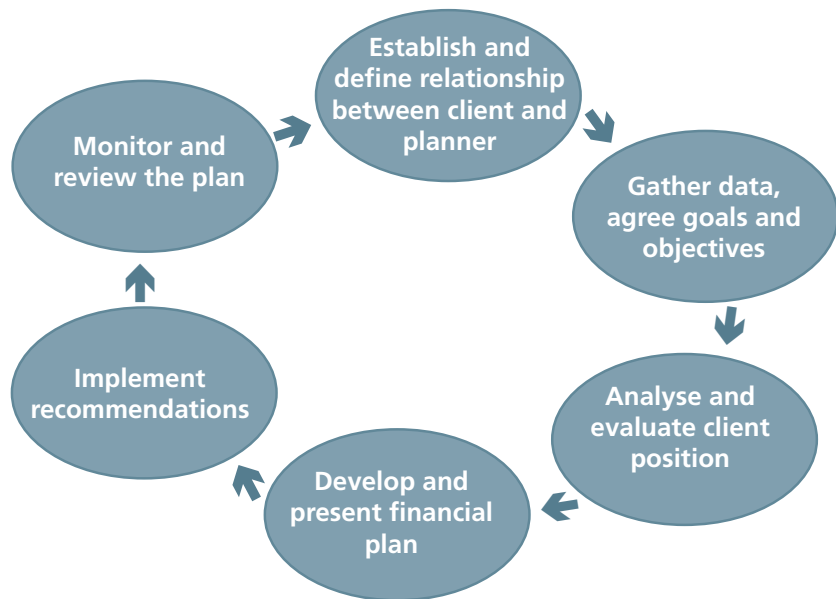 Establish and
define relationship
between client and
planner
Gather data,
agree goals and
objectives
Analyse and
evaluate client
position
Develop and
present financial
plan
Implement
recommendations
Monitor and
review the plan